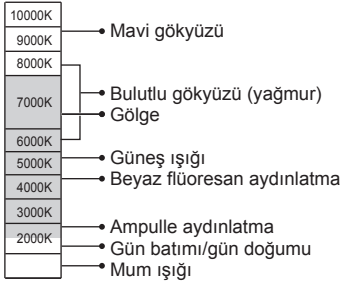 10000K
9000K
Mavi gökyüzü
8000K
7000K
Bulutlu gökyüzü (yağmur)
Gölge
6000K
5000K
Güneş ışığı
4000K
Beyaz flüoresan aydınlatma
3000K
Ampulle aydınlatma
2000K
Gün batımı/gün doğumu
Mum ışığı